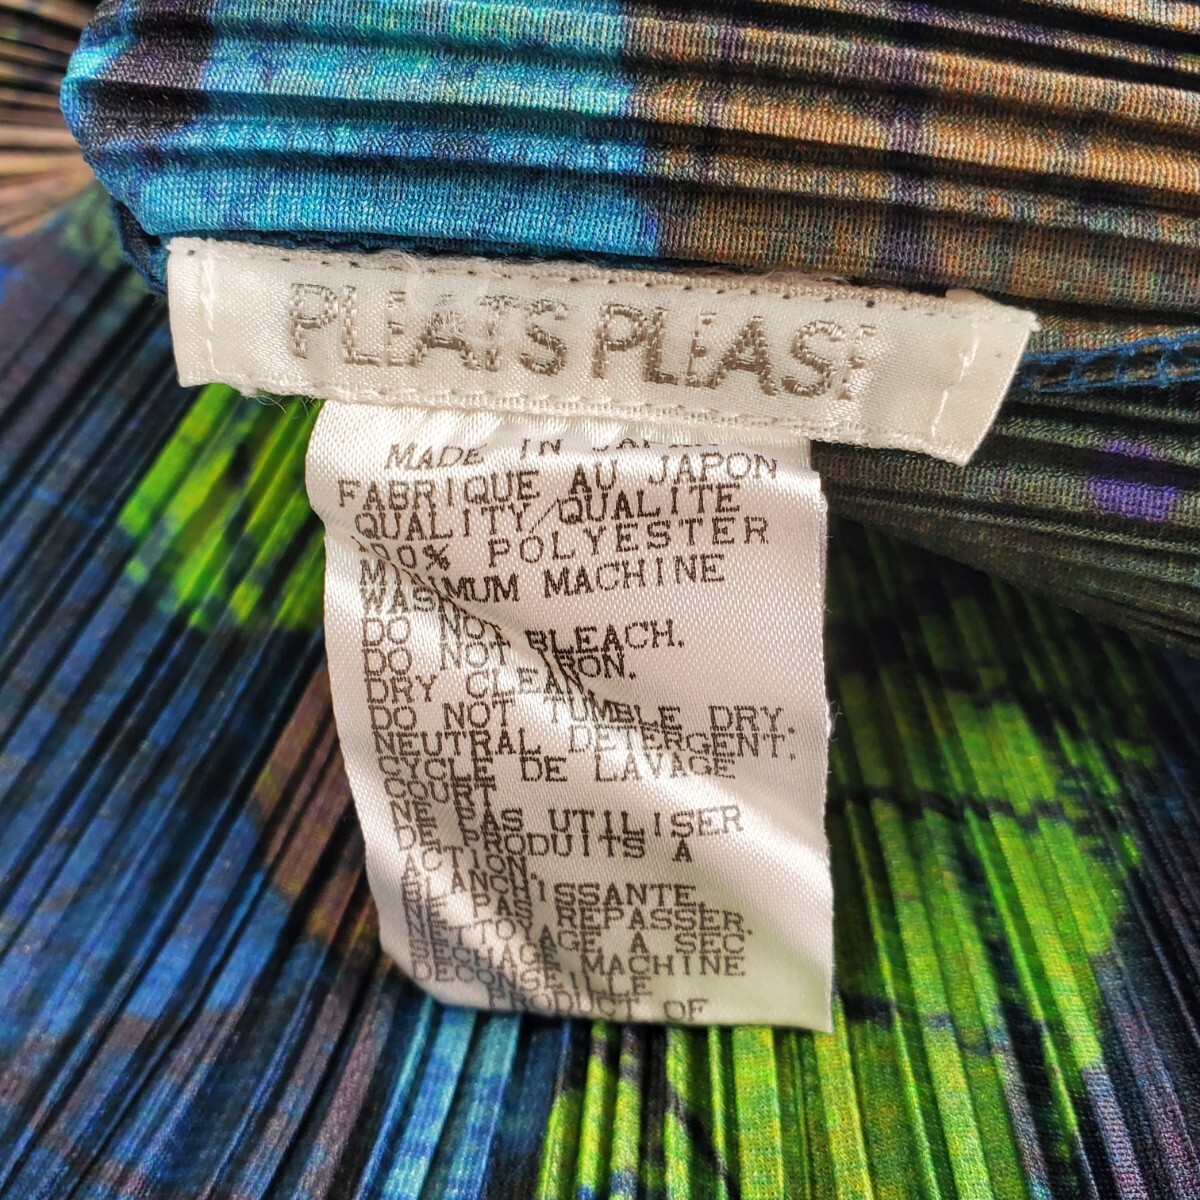 PLEATS PLEASE
MADE IN JAPAN
FABRIQUE AU JAPON
QUALITY/QUALITE
100% POLYESTER
MINIMUM MACHINE
WASH
DO NOT BLEACH.
DO NOT IRON.
DRY CLEAN.
DO NOT TUMBLE DRY.
NEUTRAL DETERGENT.
CYCLE DE LAVAGE
COURT
NE PAS UTILISER
DE PRODUITS A
ACTION
BLANCHISSANTE.
NE PAS REPASSER.
NETTOYAGE A SEC.
SECHAGE MACHINE
DECONSEILLE
PRODUCT OF